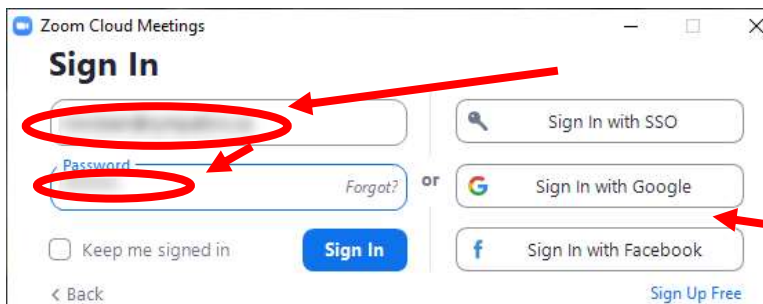 Zoom Cloud Meetings
Sign In
Sign In with SSO
Password
Forgot?
or
Sign In with Google
Keep me signed in
Sign In
Sign In with Facebook
< Back
Sign Up Free